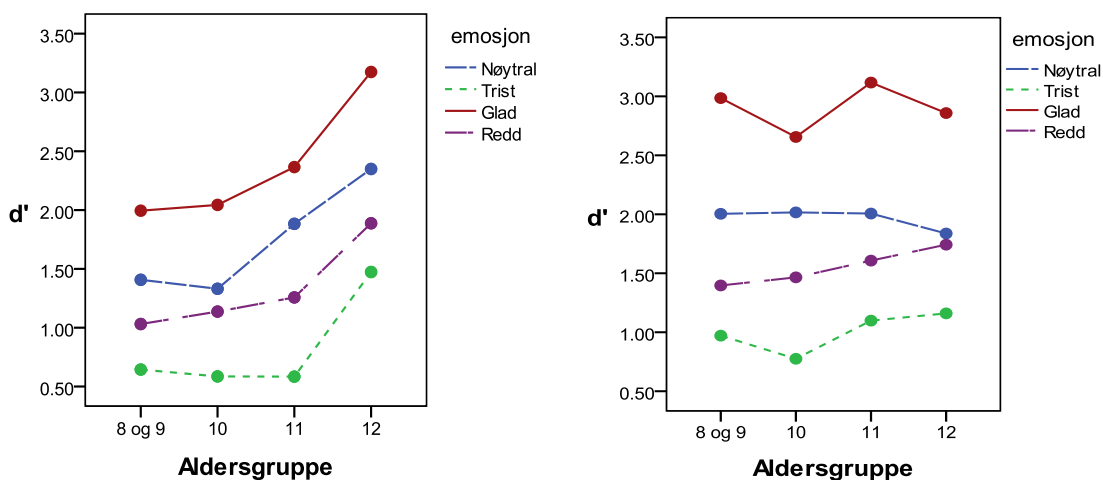 3.50
3.00
2.50
2.00
1.50
1.00
0.50
d'
8 og 9 10 11 12
Aldersgruppe
emosjon
Nøytral
Trist
Glad
Redd
3.50
3.00
2.50
2.00
1.50
1.00
0.50
d'
8 og 9 10 11 12
Aldersgruppe
emosjon
Nøytral
Trist
Glad
Redd